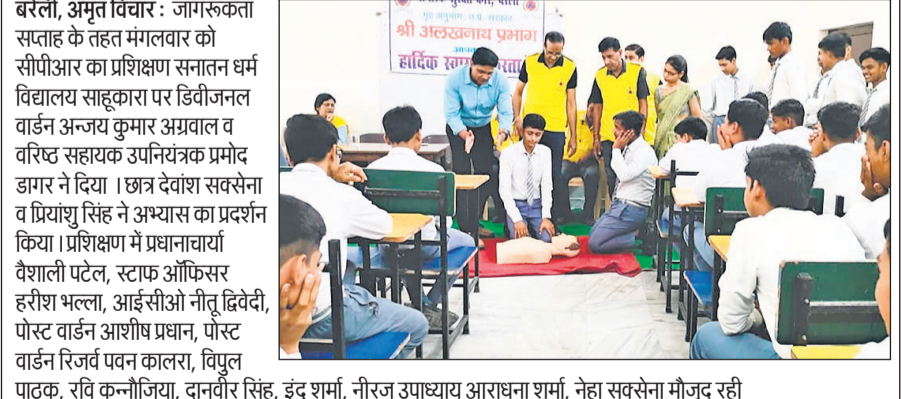 बरेली, अमृत विचार : जागरूकता
सप्ताह के तहत मंगलवार को
सीपीआर का प्रशिक्षण सनातन धर्म
विद्यालय साहूकारा पर डिवीजनल
वार्डन अन्जय कुमार अग्रवाल व
वरिष्ठ सहायक उपनियंत्रक प्रमोद
डागर ने दिया । छात्र देवांश सक्सेना
व प्रियांशु सिंह ने अभ्यास का प्रदर्शन
किया । प्रशिक्षण में प्रधानाचार्या
वैशाली पटेल, स्टाफ ऑफिसर
हरीश भल्ला, आईसीओ नीतू द्विवेदी,
पोस्ट वार्डन आशीष प्रधान, पोस्ट
वार्डन रिजर्व पवन कालरा, विपुल
पाठक, रवि कन्नौजिया, दानवीर सिंह, इंदु शर्मा, नीरज उपाध्याय आराधना शर्मा, नेहा सक्सेना मौजूद रही
श्री अलखनाथ प्रभाग
हार्दिक